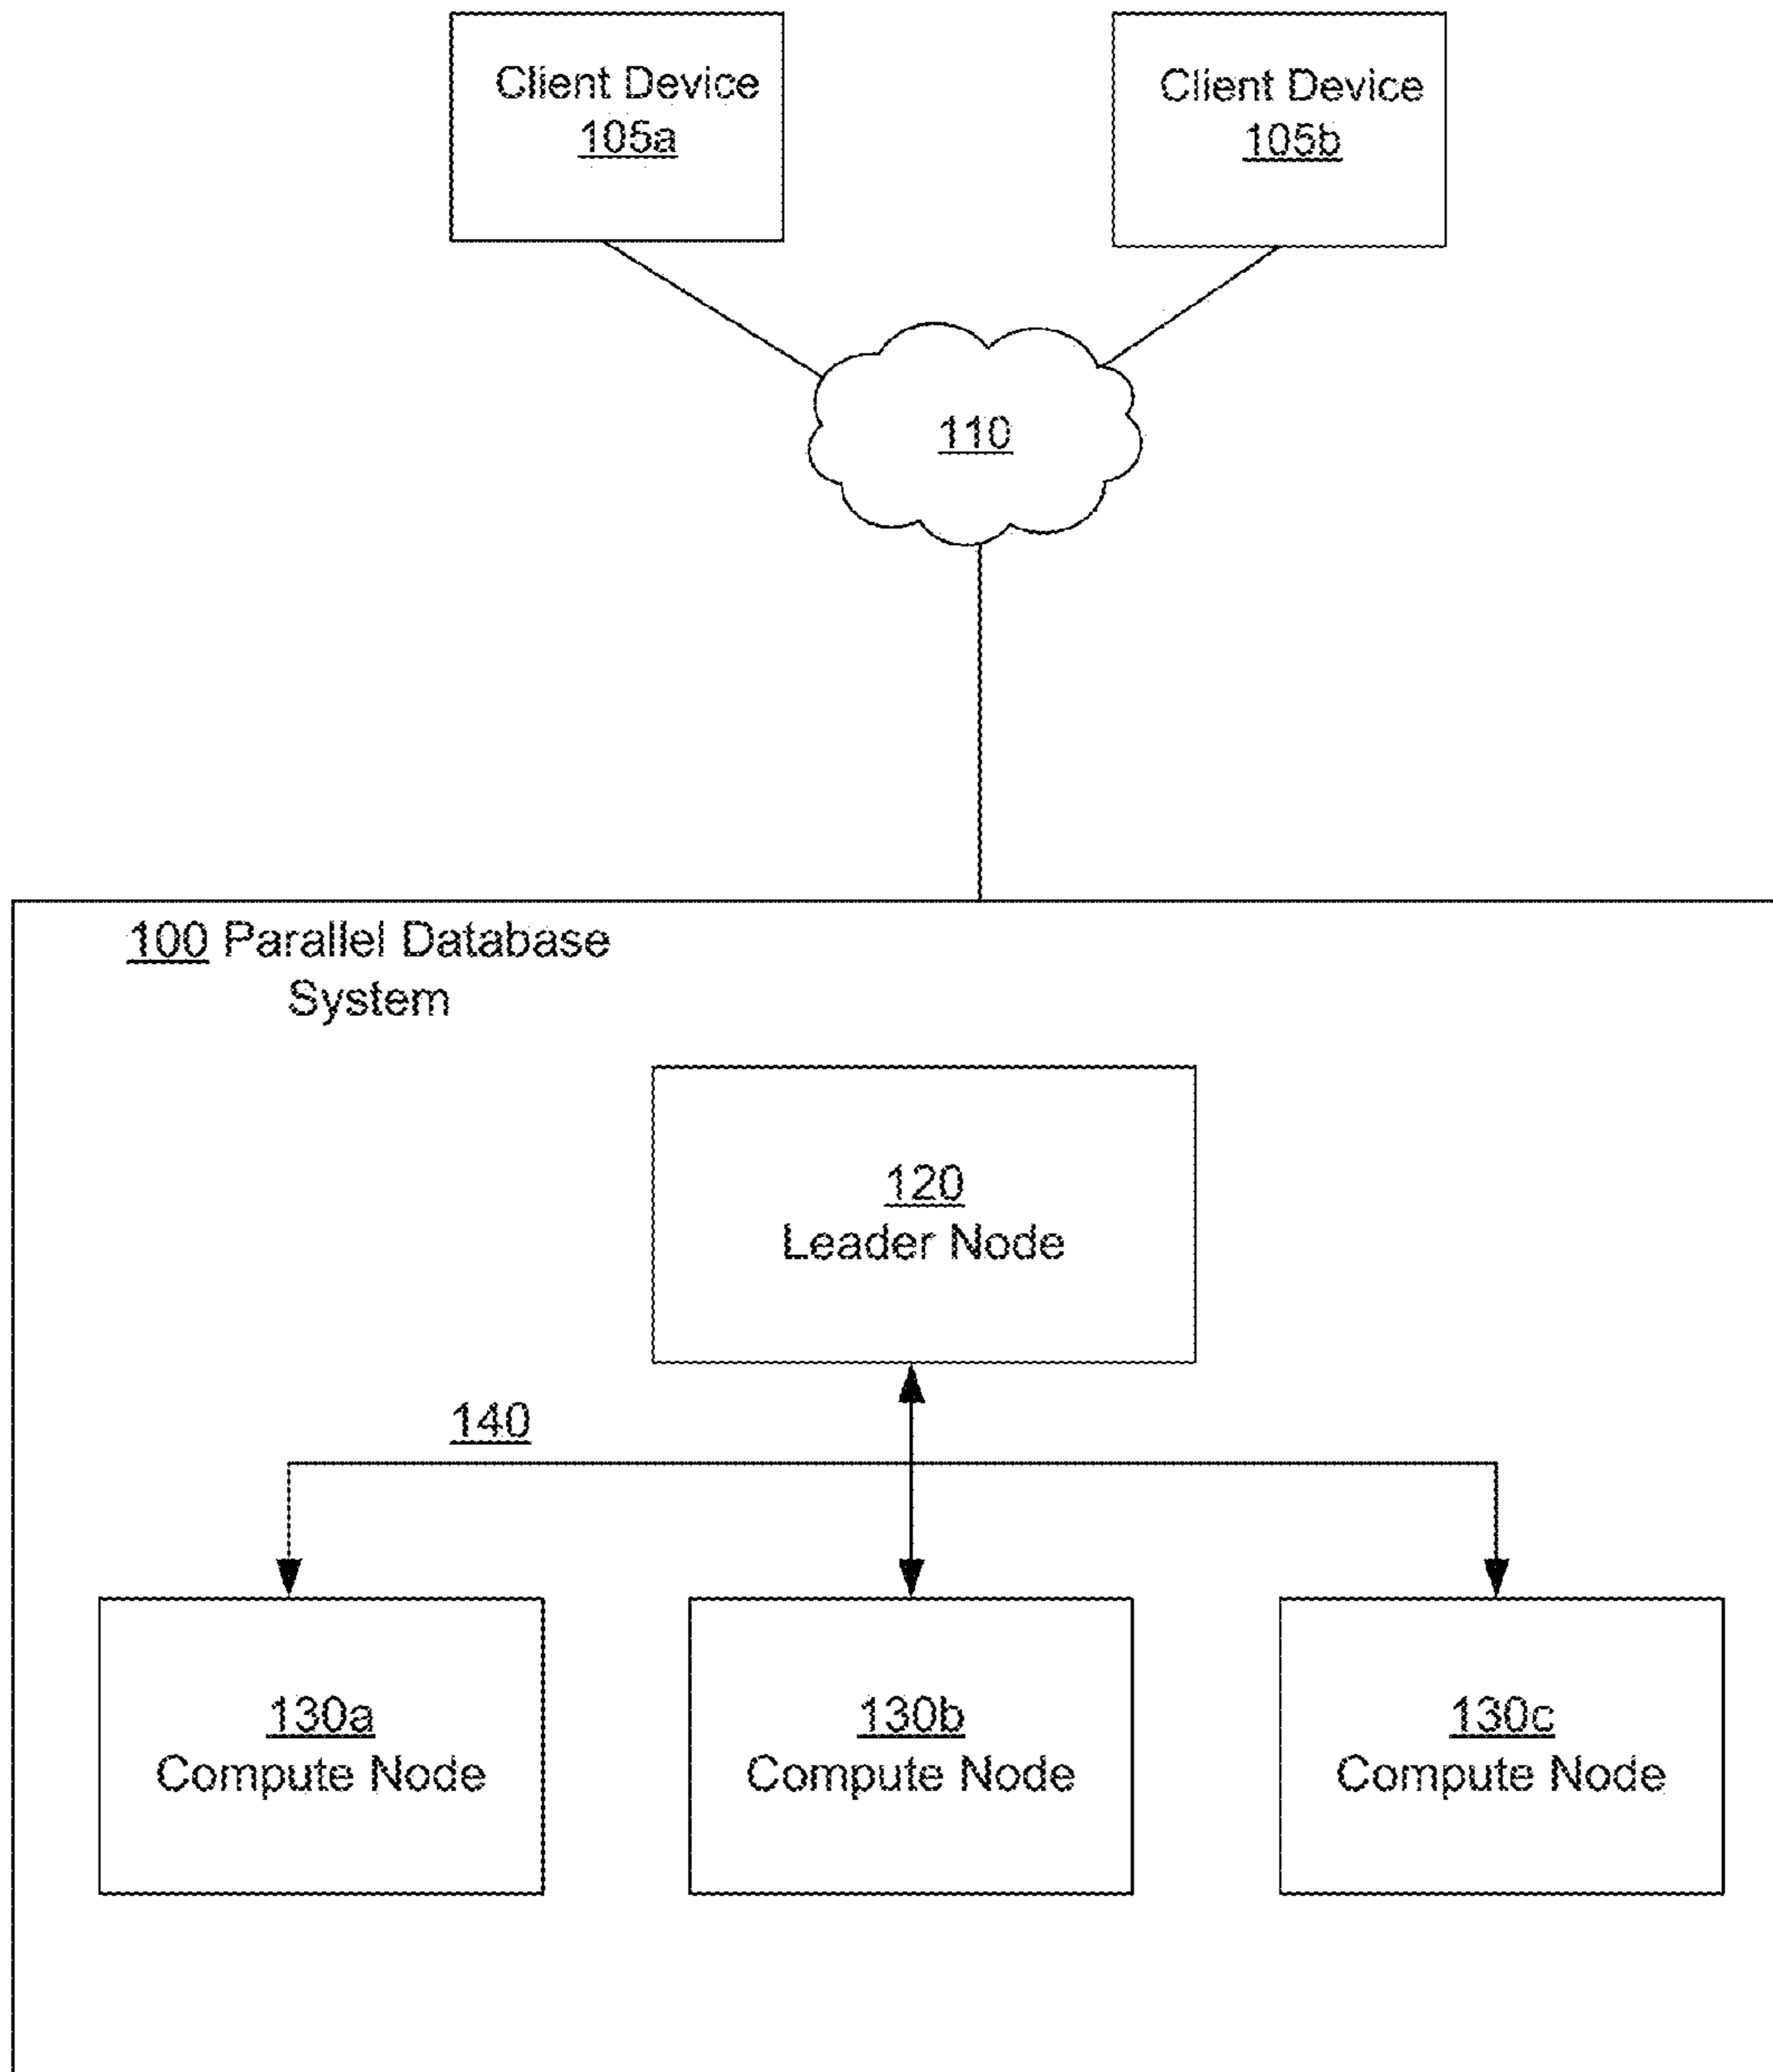 Client Device
105a
Client Device
105b
110
100 Parallel Database
System
120
Leader Node
140
130a
Compute Node
130b
Compute Node
130c
Compute Node